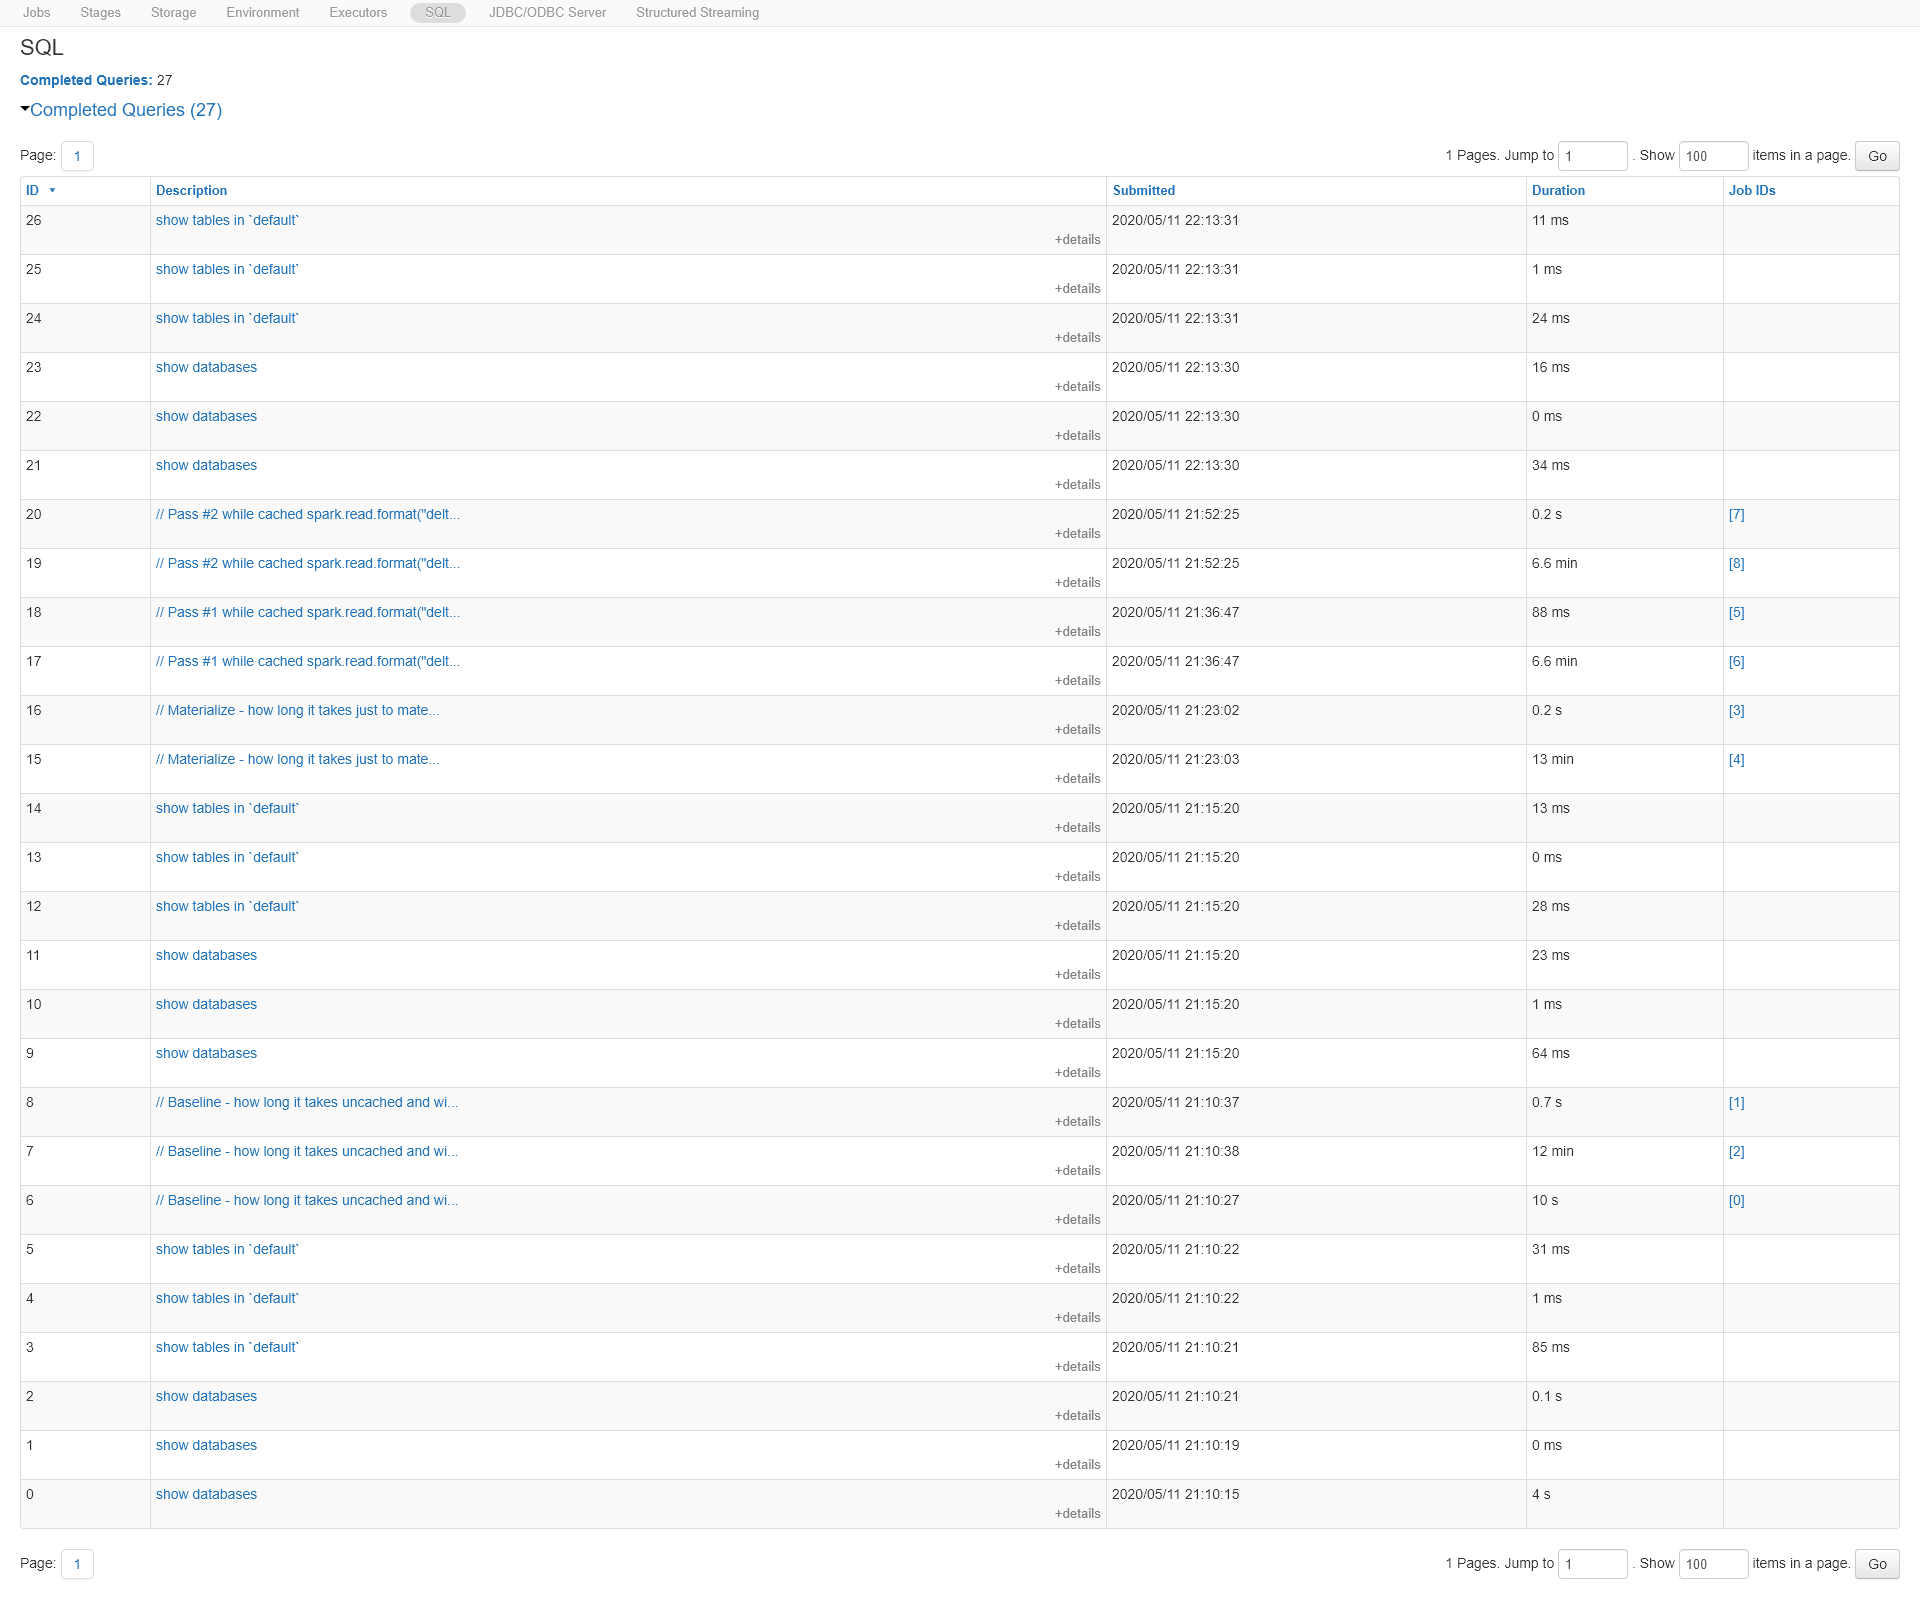 Jobs Stages Storage Environment Executors SQL JDBC/ODBC Server Structured Streaming
SQL
Completed Queries: 27
Completed Queries (27)
Page: 1 1 Pages. Jump to 1 . Show 100 items in a page. Go
ID Description Submitted Duration Job IDs
26 show tables in `default` 2020/05/11 22:13:31 11 ms
+details
25 show tables in `default` 2020/05/11 22:13:31 1 ms
+details
24 show tables in `default` 2020/05/11 22:13:31 24 ms
+details
23 show databases 2020/05/11 22:13:30 16 ms
+details
22 show databases 2020/05/11 22:13:30 0 ms
+details
21 show databases 2020/05/11 22:13:30 34 ms
+details
20 // Pass #2 while cached spark.read.format("delt... 2020/05/11 21:52:25 0.2 s [7]
+details
19 // Pass #2 while cached spark.read.format("delt... 2020/05/11 21:52:25 6.6 min [8]
+details
18 // Pass #1 while cached spark.read.format("delt... 2020/05/11 21:36:47 88 ms [5]
+details
17 // Pass #1 while cached spark.read.format("delt... 2020/05/11 21:36:47 6.6 min [6]
+details
16 // Materialize - how long it takes just to mate... 2020/05/11 21:23:02 0.2 s [3]
+details
15 // Materialize - how long it takes just to mate... 2020/05/11 21:23:03 13 min [4]
+details
14 show tables in `default` 2020/05/11 21:15:20 13 ms
+details
13 show tables in `default` 2020/05/11 21:15:20 0 ms
+details
12 show tables in `default` 2020/05/11 21:15:20 28 ms
+details
11 show databases 2020/05/11 21:15:20 23 ms
+details
10 show databases 2020/05/11 21:15:20 1 ms
+details
9 show databases 2020/05/11 21:15:20 64 ms
+details
8 // Baseline - how long it takes uncached and wi... 2020/05/11 21:10:37 0.7 s [1]
+details
7 // Baseline - how long it takes uncached and wi... 2020/05/11 21:10:38 12 min [2]
+details
6 // Baseline - how long it takes uncached and wi... 2020/05/11 21:10:27 10 s [0]
+details
5 show tables in `default` 2020/05/11 21:10:22 31 ms
+details
4 show tables in `default` 2020/05/11 21:10:22 1 ms
+details
3 show tables in `default` 2020/05/11 21:10:21 85 ms
+details
2 show databases 2020/05/11 21:10:21 0.1 s
+details
1 show databases 2020/05/11 21:10:19 0 ms
+details
0 show databases 2020/05/11 21:10:15 4 s
+details
Page: 1 1 Pages. Jump to 1 . Show 100 items in a page. Go